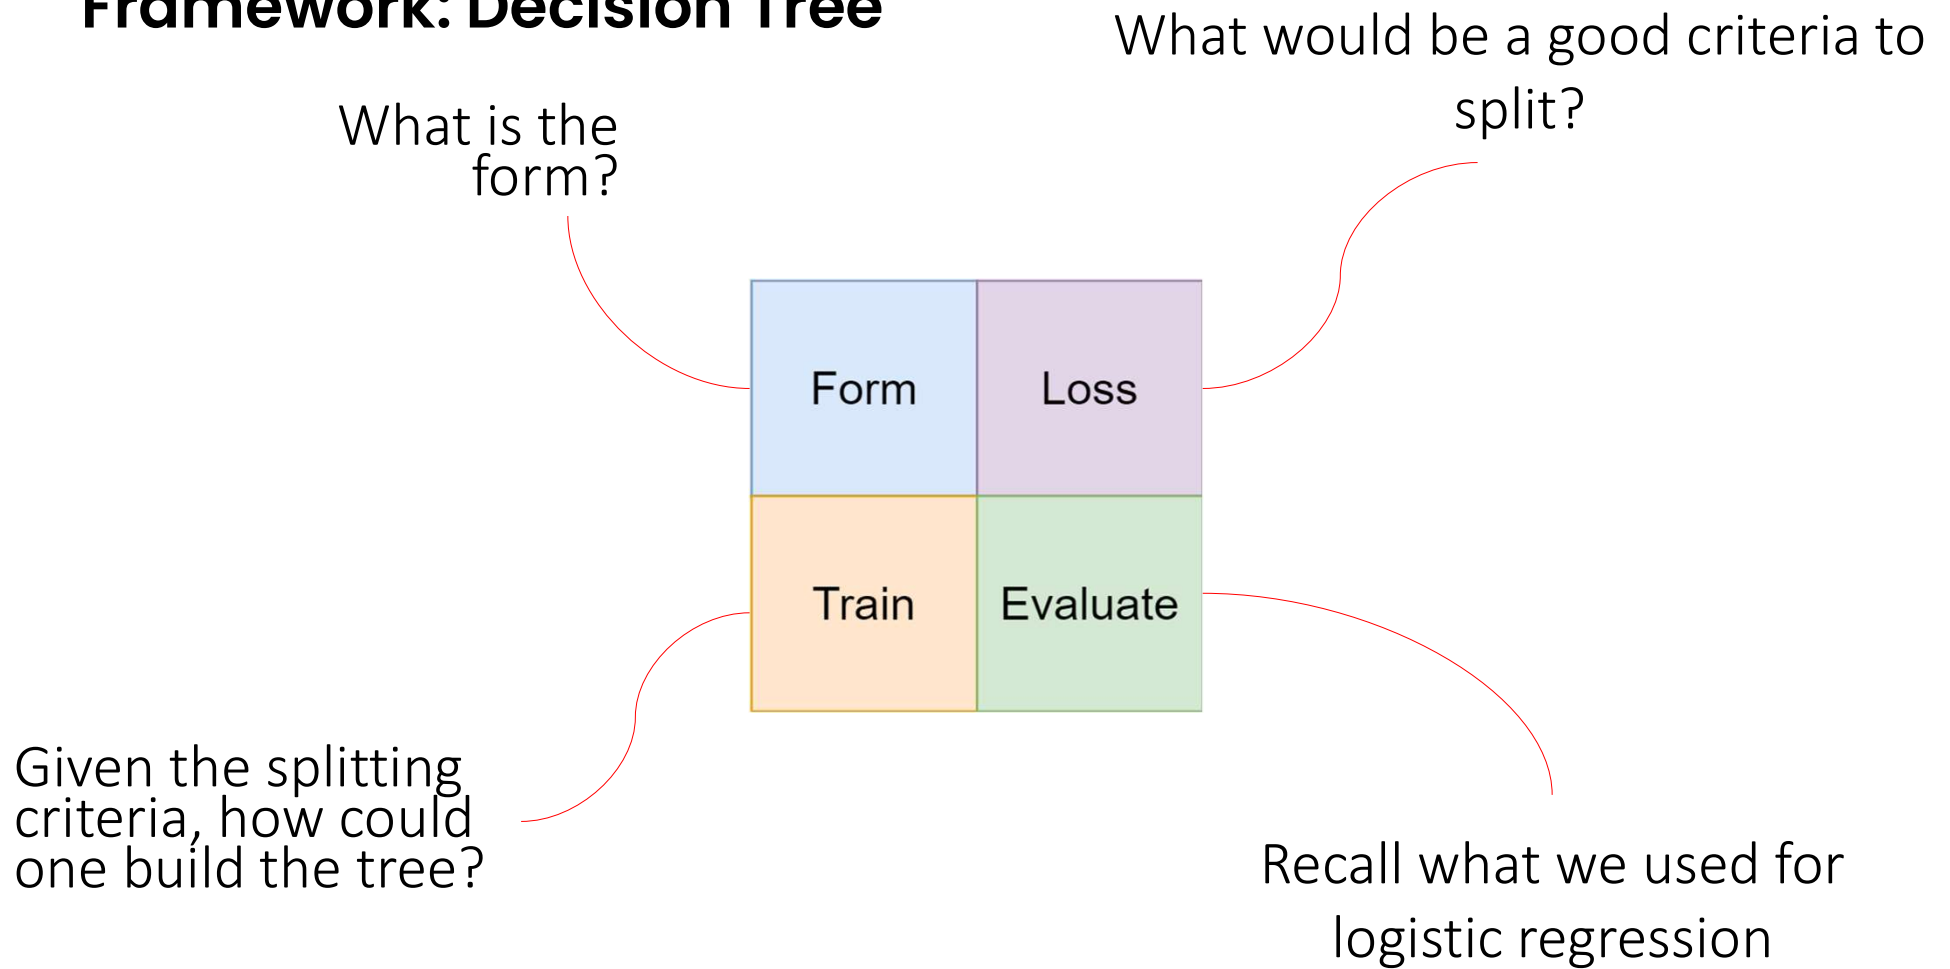 Framework: Decision Tree
What would be a good criteria to
split?
What is the
form?
Form
Loss
Train
Evaluate
Given the splitting
criteria, how could
one build the tree?
Recall what we used for
logistic regression